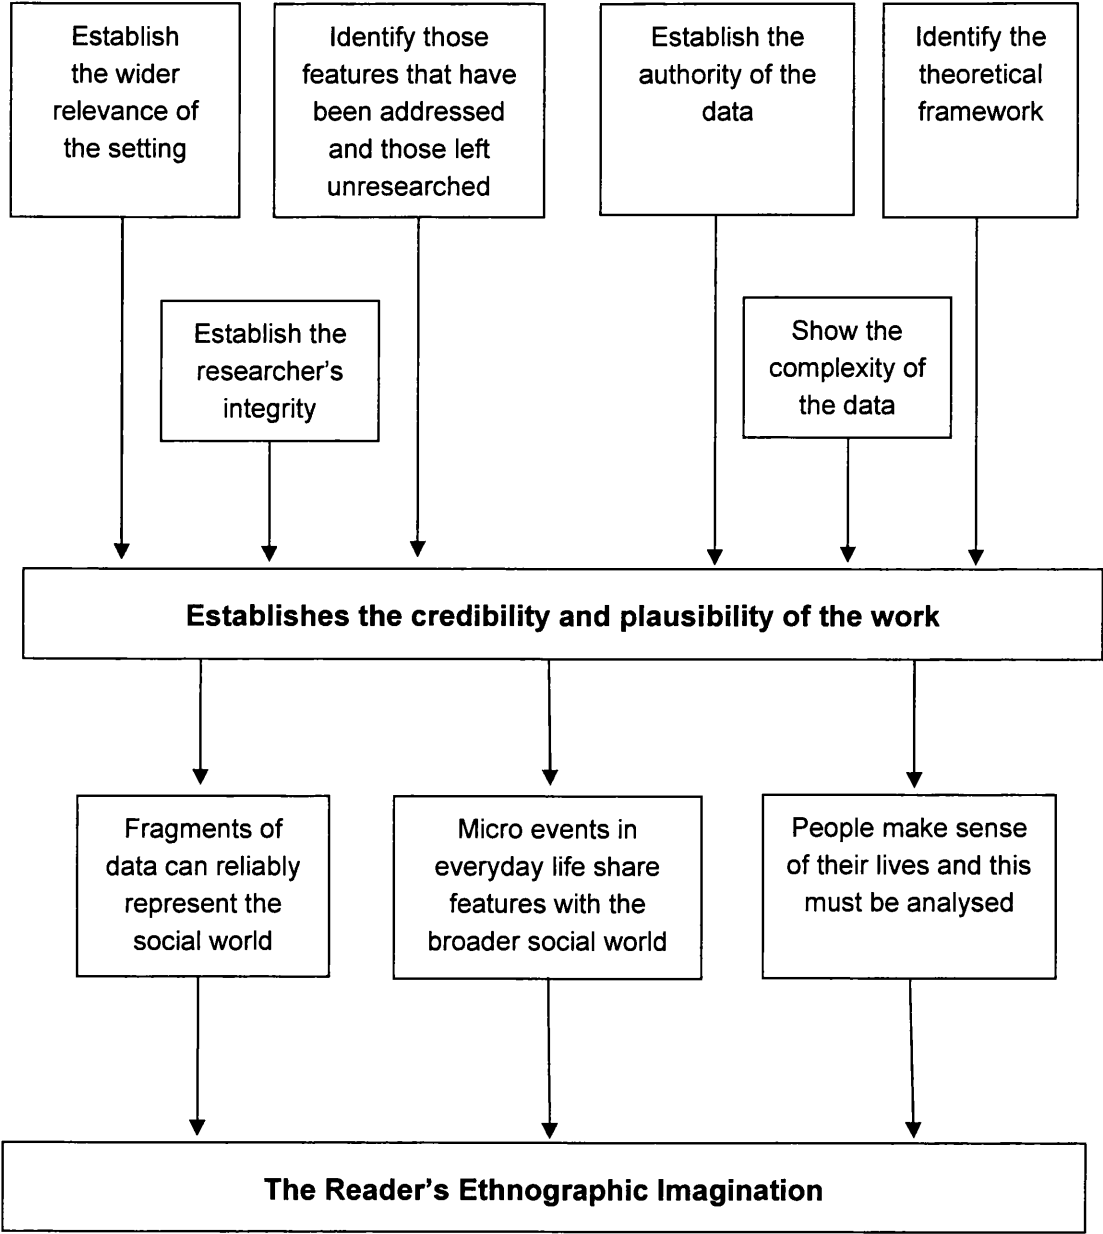 Establish
the wider
relevance of
the setting
Identify those
features that have
been addressed
and those left
unresearched
Establish the
authority of the
data
Identify the
theoretical
framework
Establish the
researcher’s
integrity
Show the
complexity of
the data
Establishes the credibility and plausibility of the work
Fragments of
data can reliably
represent the
social world
Micro events in
everyday life share
features with the
broader social world
People make sense
of their lives and this
must be analysed
The Reader’s Ethnographic Imagination